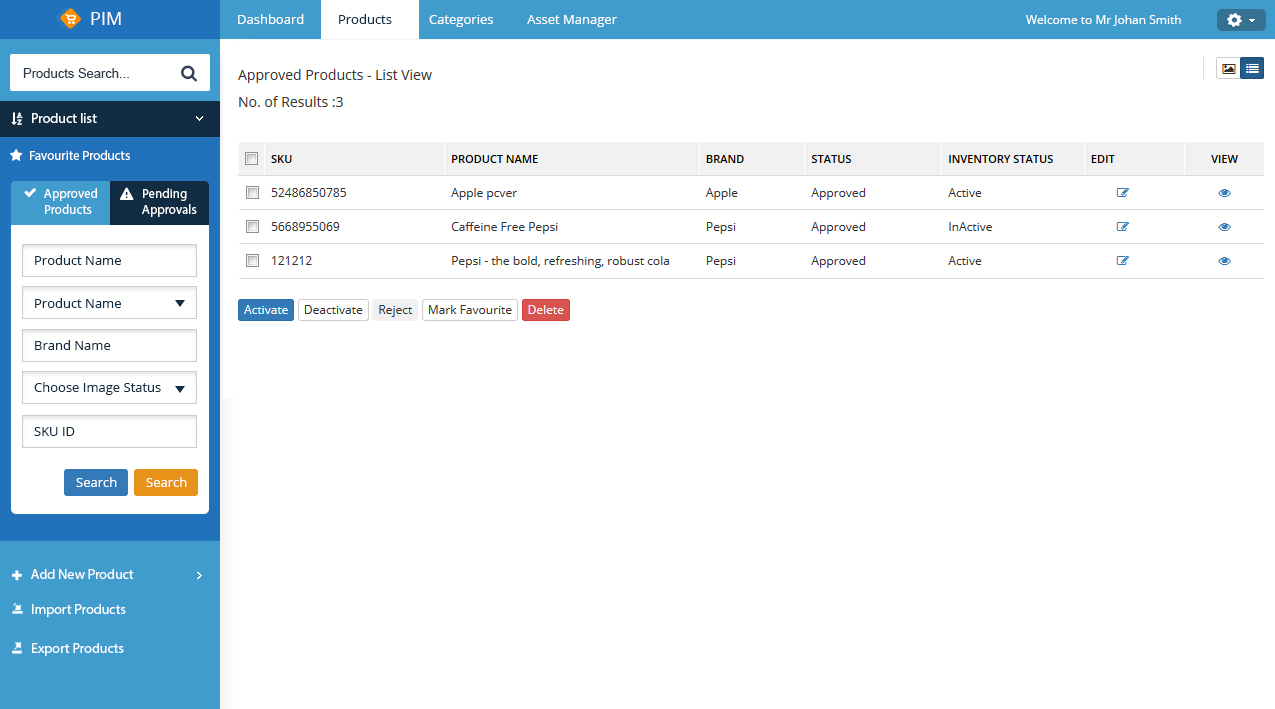 PIM
Dashboard Products Categories Asset Manager Welcome to Mr Johan Smith
Products Search...
Product list
Favourite Products
Approved Products
Pending Approvals
Product Name
Product Name
Brand Name
Choose Image Status
SKU ID
Search Search
Add New Product
Import Products
Export Products
Approved Products - List View
No. of Results :3
SKU PRODUCT NAME BRAND STATUS INVENTORY STATUS EDIT VIEW
52486850785 Apple pcver Apple Approved Active
5668955069 Caffeine Free Pepsi Pepsi Approved InActive
121212 Pepsi - the bold, refreshing, robust cola Pepsi Approved Active
Activate Deactivate Reject Mark Favourite Delete